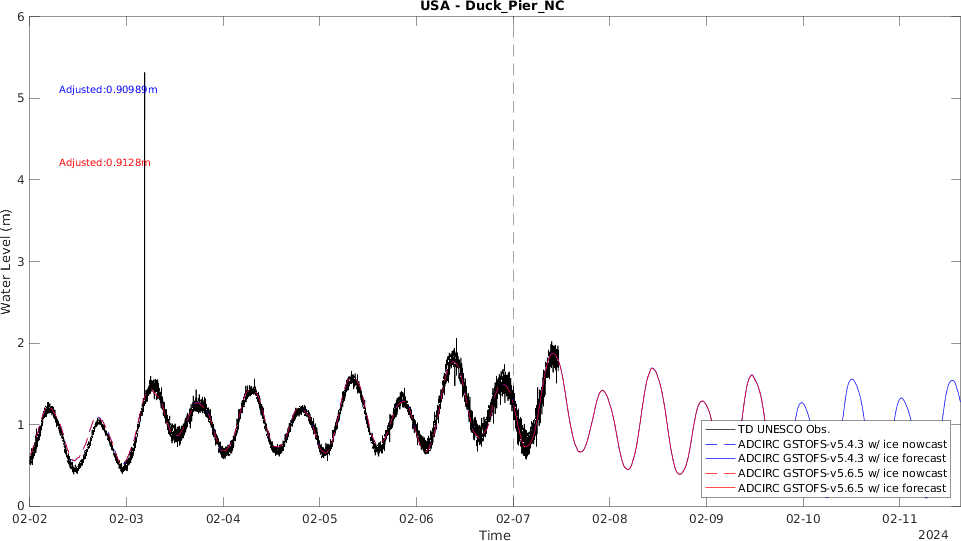 USA - Duck_Pier_NC
6
5
4
3
2
1
0
Water Level (m)
Adjusted:0.90989m
Adjusted:0.9128m
TD UNESCO Obs.
ADCIRC GSTOFS-v5.4.3 w/ ice nowcast
ADCIRC GSTOFS-v5.4.3 w/ ice forecast
ADCIRC GSTOFS-v5.6.5 w/ ice nowcast
ADCIRC GSTOFS-v5.6.5 w/ ice forecast
02-02 02-03 02-04 02-05 02-06 02-07 02-08 02-09 02-10 02-11
Time
2024